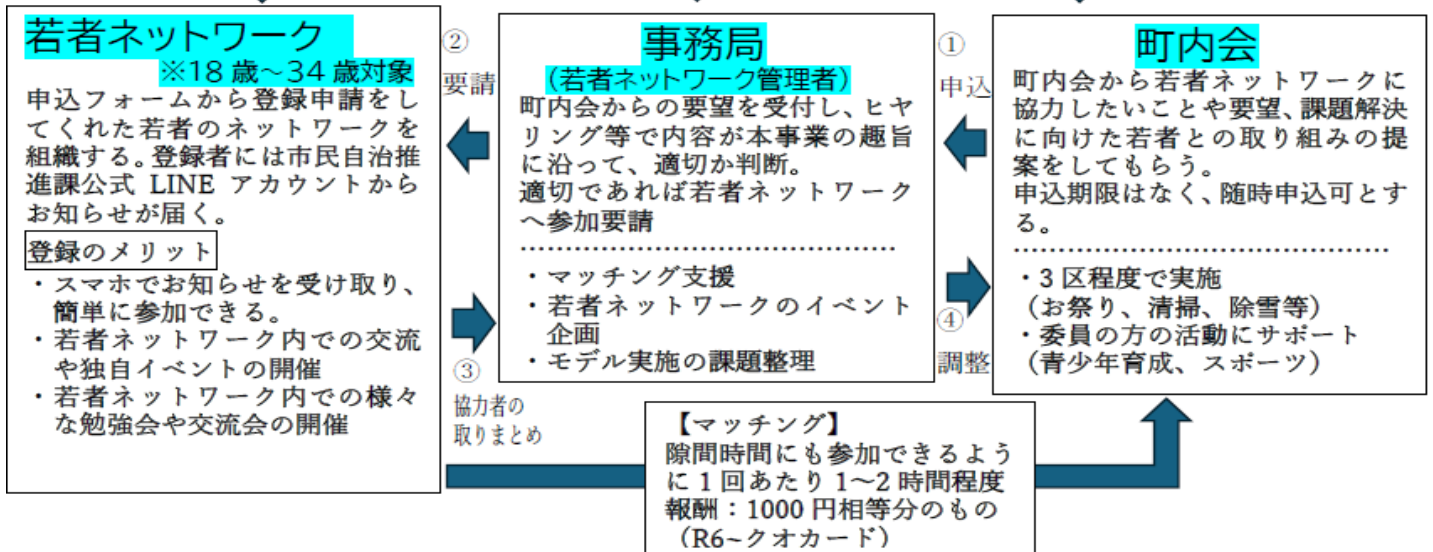 若者ネットワーク
※18歳～34歳対象
申込フォームから登録申請をし
てくれた若者のネットワークを
組織する。登録者には市民自治推
進課公式 LINE アカウントから
お知らせが届く。
登録のメリット
・スマホでお知らせを受け取り、
簡単に参加できる。
・若者ネットワーク内での交流
や独自イベントの開催
・若者ネットワーク内での様々
な勉強会や交流会の開催
②
要請
③
協力者の
取りまとめ
事務局
（若者ネットワーク管理者）
町内会からの要望を受付し、ヒヤ
リング等で内容が本事業の趣旨
に沿って、適切か判断。
適切であれば若者ネットワーク
へ参加要請
……………………………………
・マッチング支援
・若者ネットワークのイベント
企画
・モデル実施の課題整理
①
申込
④
調整
町内会
町内会から若者ネットワークに
協力したいことや要望、課題解決
に向けた若者との取り組みの提
案をしてもらう。
申込期限はなく、随時申込可とす
る。
……………………………………
・3区程度で実施
（お祭り、清掃、除雪等）
・委員の方の活動にサポート
（青少年育成、スポーツ）
【マッチング】
隙間時間にも参加できるよう
に1回あたり1～2時間程度
報酬：1000円相等分のもの
（R6~クオカード）